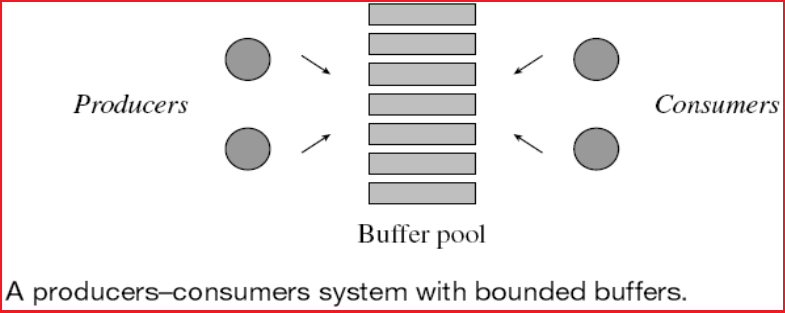 Producers
Consumers
Buffer pool
A producers–consumers system with bounded buffers.